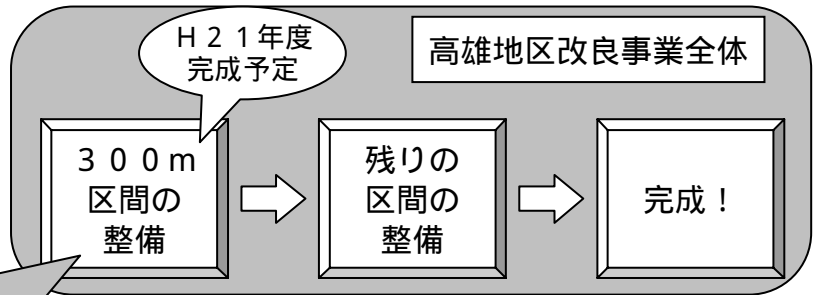 Ｈ２１年度
完成予定
高雄地区改良事業全体
３００ｍ
区間の
整備
残りの
区間の
整備
完成！